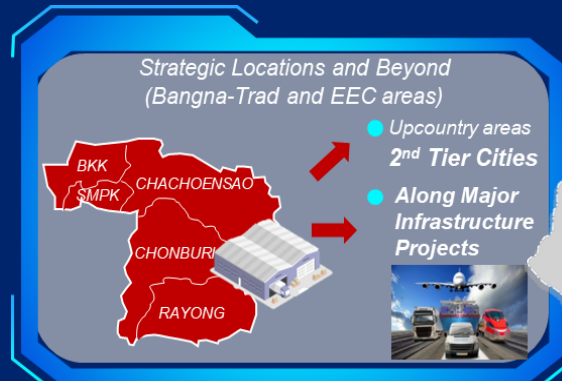 Strategic Locations and Beyond
(Bangna-Trad and EEC areas)
BKK
SMPK
CHACHOENSAO
CHONBURI
RAYONG
Upcountry areas
2nd Tier Cities
Along Major
Infrastructure
Projects